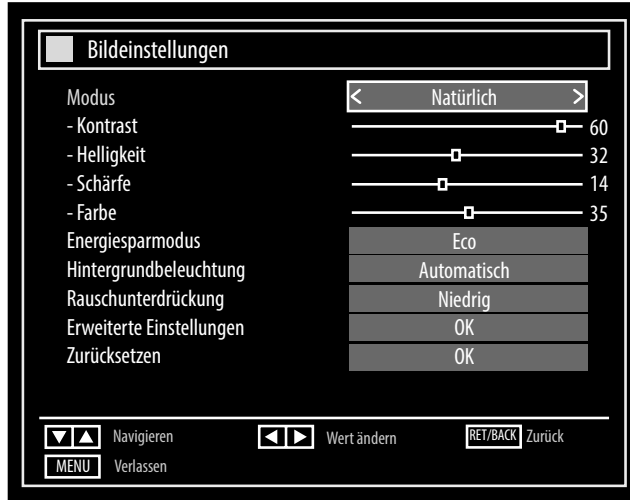 Bildeinstellungen
Modus < Natürlich >
- Kontrast 60
- Helligkeit 32
- Schärfe 14
- Farbe 35
Energiesparmodus Eco
Hintergrundbeleuchtung Automatisch
Rauschunterdrückung Niedrig
Erweiterte Einstellungen OK
Zurücksetzen OK
▼▲ Navigieren ◀▶ Wert ändern RET/BACK Zurück
MENU Verlassen